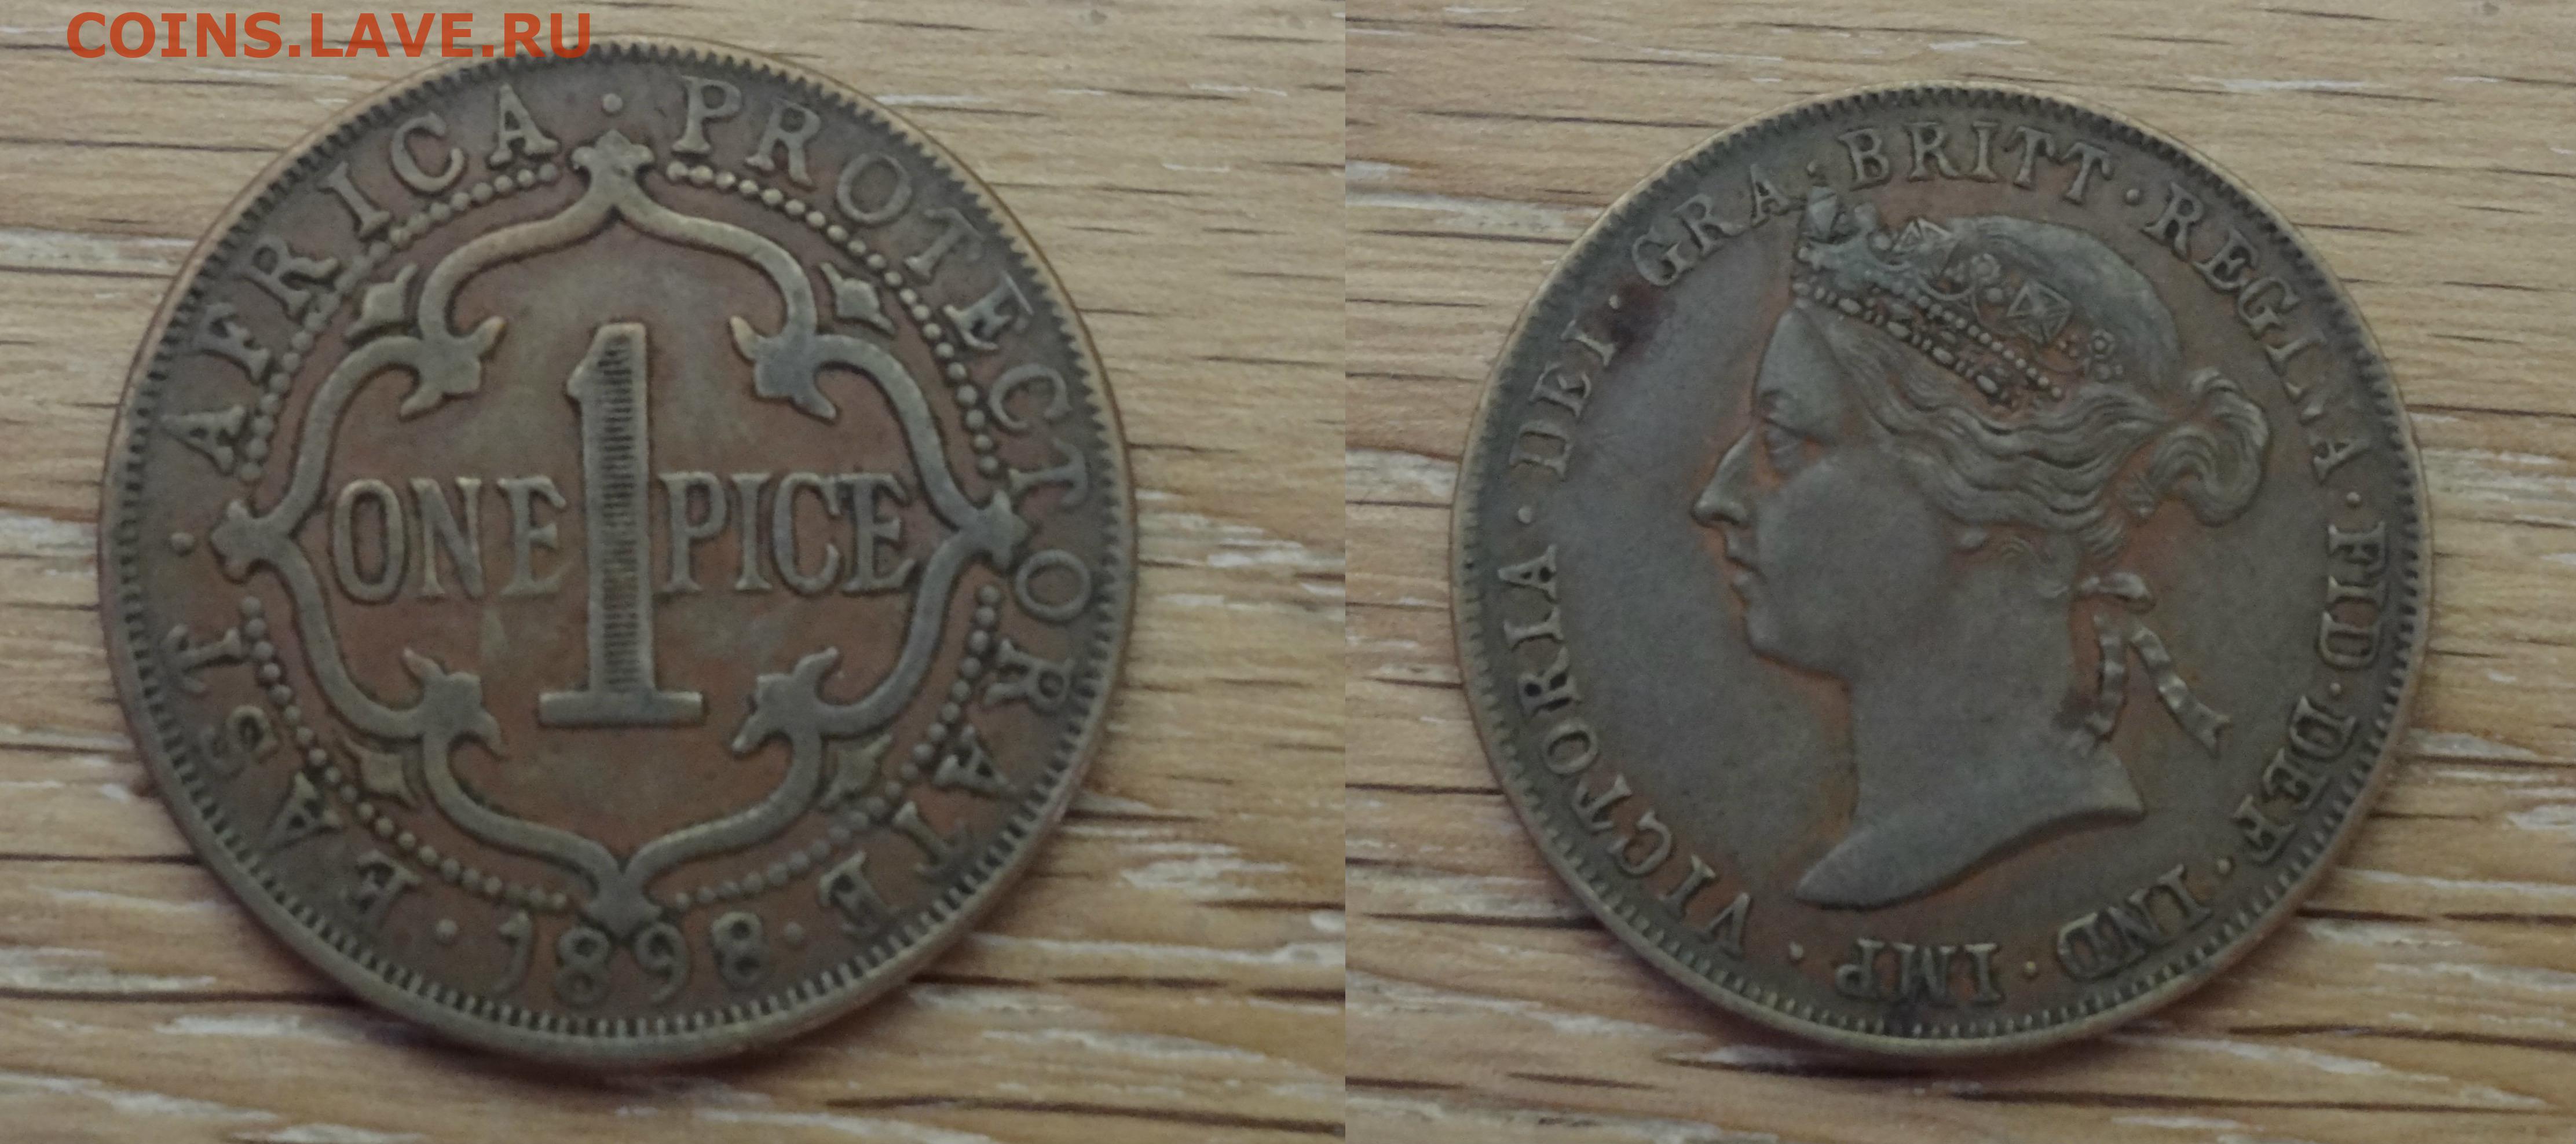 COINS.LAVE.RU
EAST · AFRICA · PROTECTORATE
ONE 1 PICE
· 1898 ·
VICTORIA · DEI · GRA · BRITT · REGINA · FID · DEF · IND · IMP ·